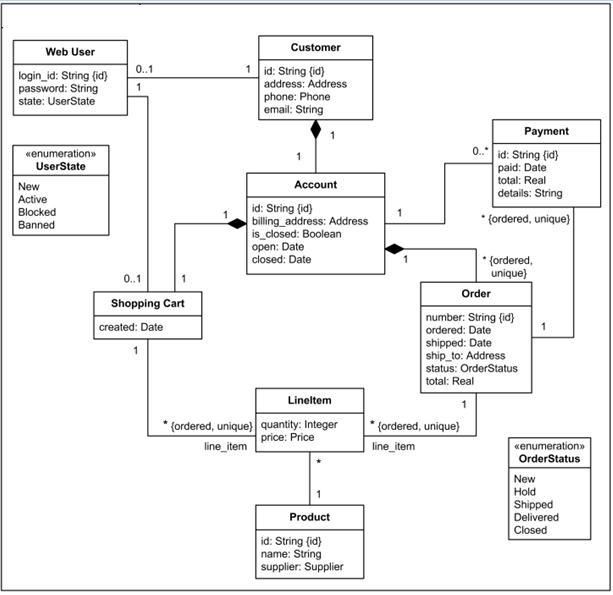 Web User
login_id: String {id}
password: String
state: UserState
0..1
1
1
Customer
id: String {id}
address: Address
phone: Phone
email: String
1
1
«enumeration»
UserState
New
Active
Blocked
Banned
Payment
id: String {id}
paid: Date
total: Real
details: String
0..*
* {ordered, unique}
Account
id: String {id}
billing_address: Address
is_closed: Boolean
open: Date
closed: Date
1
1
1
* {ordered,
unique}
0..1
1
Shopping Cart
created: Date
1
Order
number: String {id}
ordered: Date
shipped: Date
ship_to: Address
status: OrderStatus
total: Real
1
1
LineItem
quantity: Integer
price: Price
* {ordered, unique}
line_item
* {ordered, unique}
line_item
*
1
Product
id: String {id}
name: String
supplier: Supplier
«enumeration»
OrderStatus
New
Hold
Shipped
Delivered
Closed